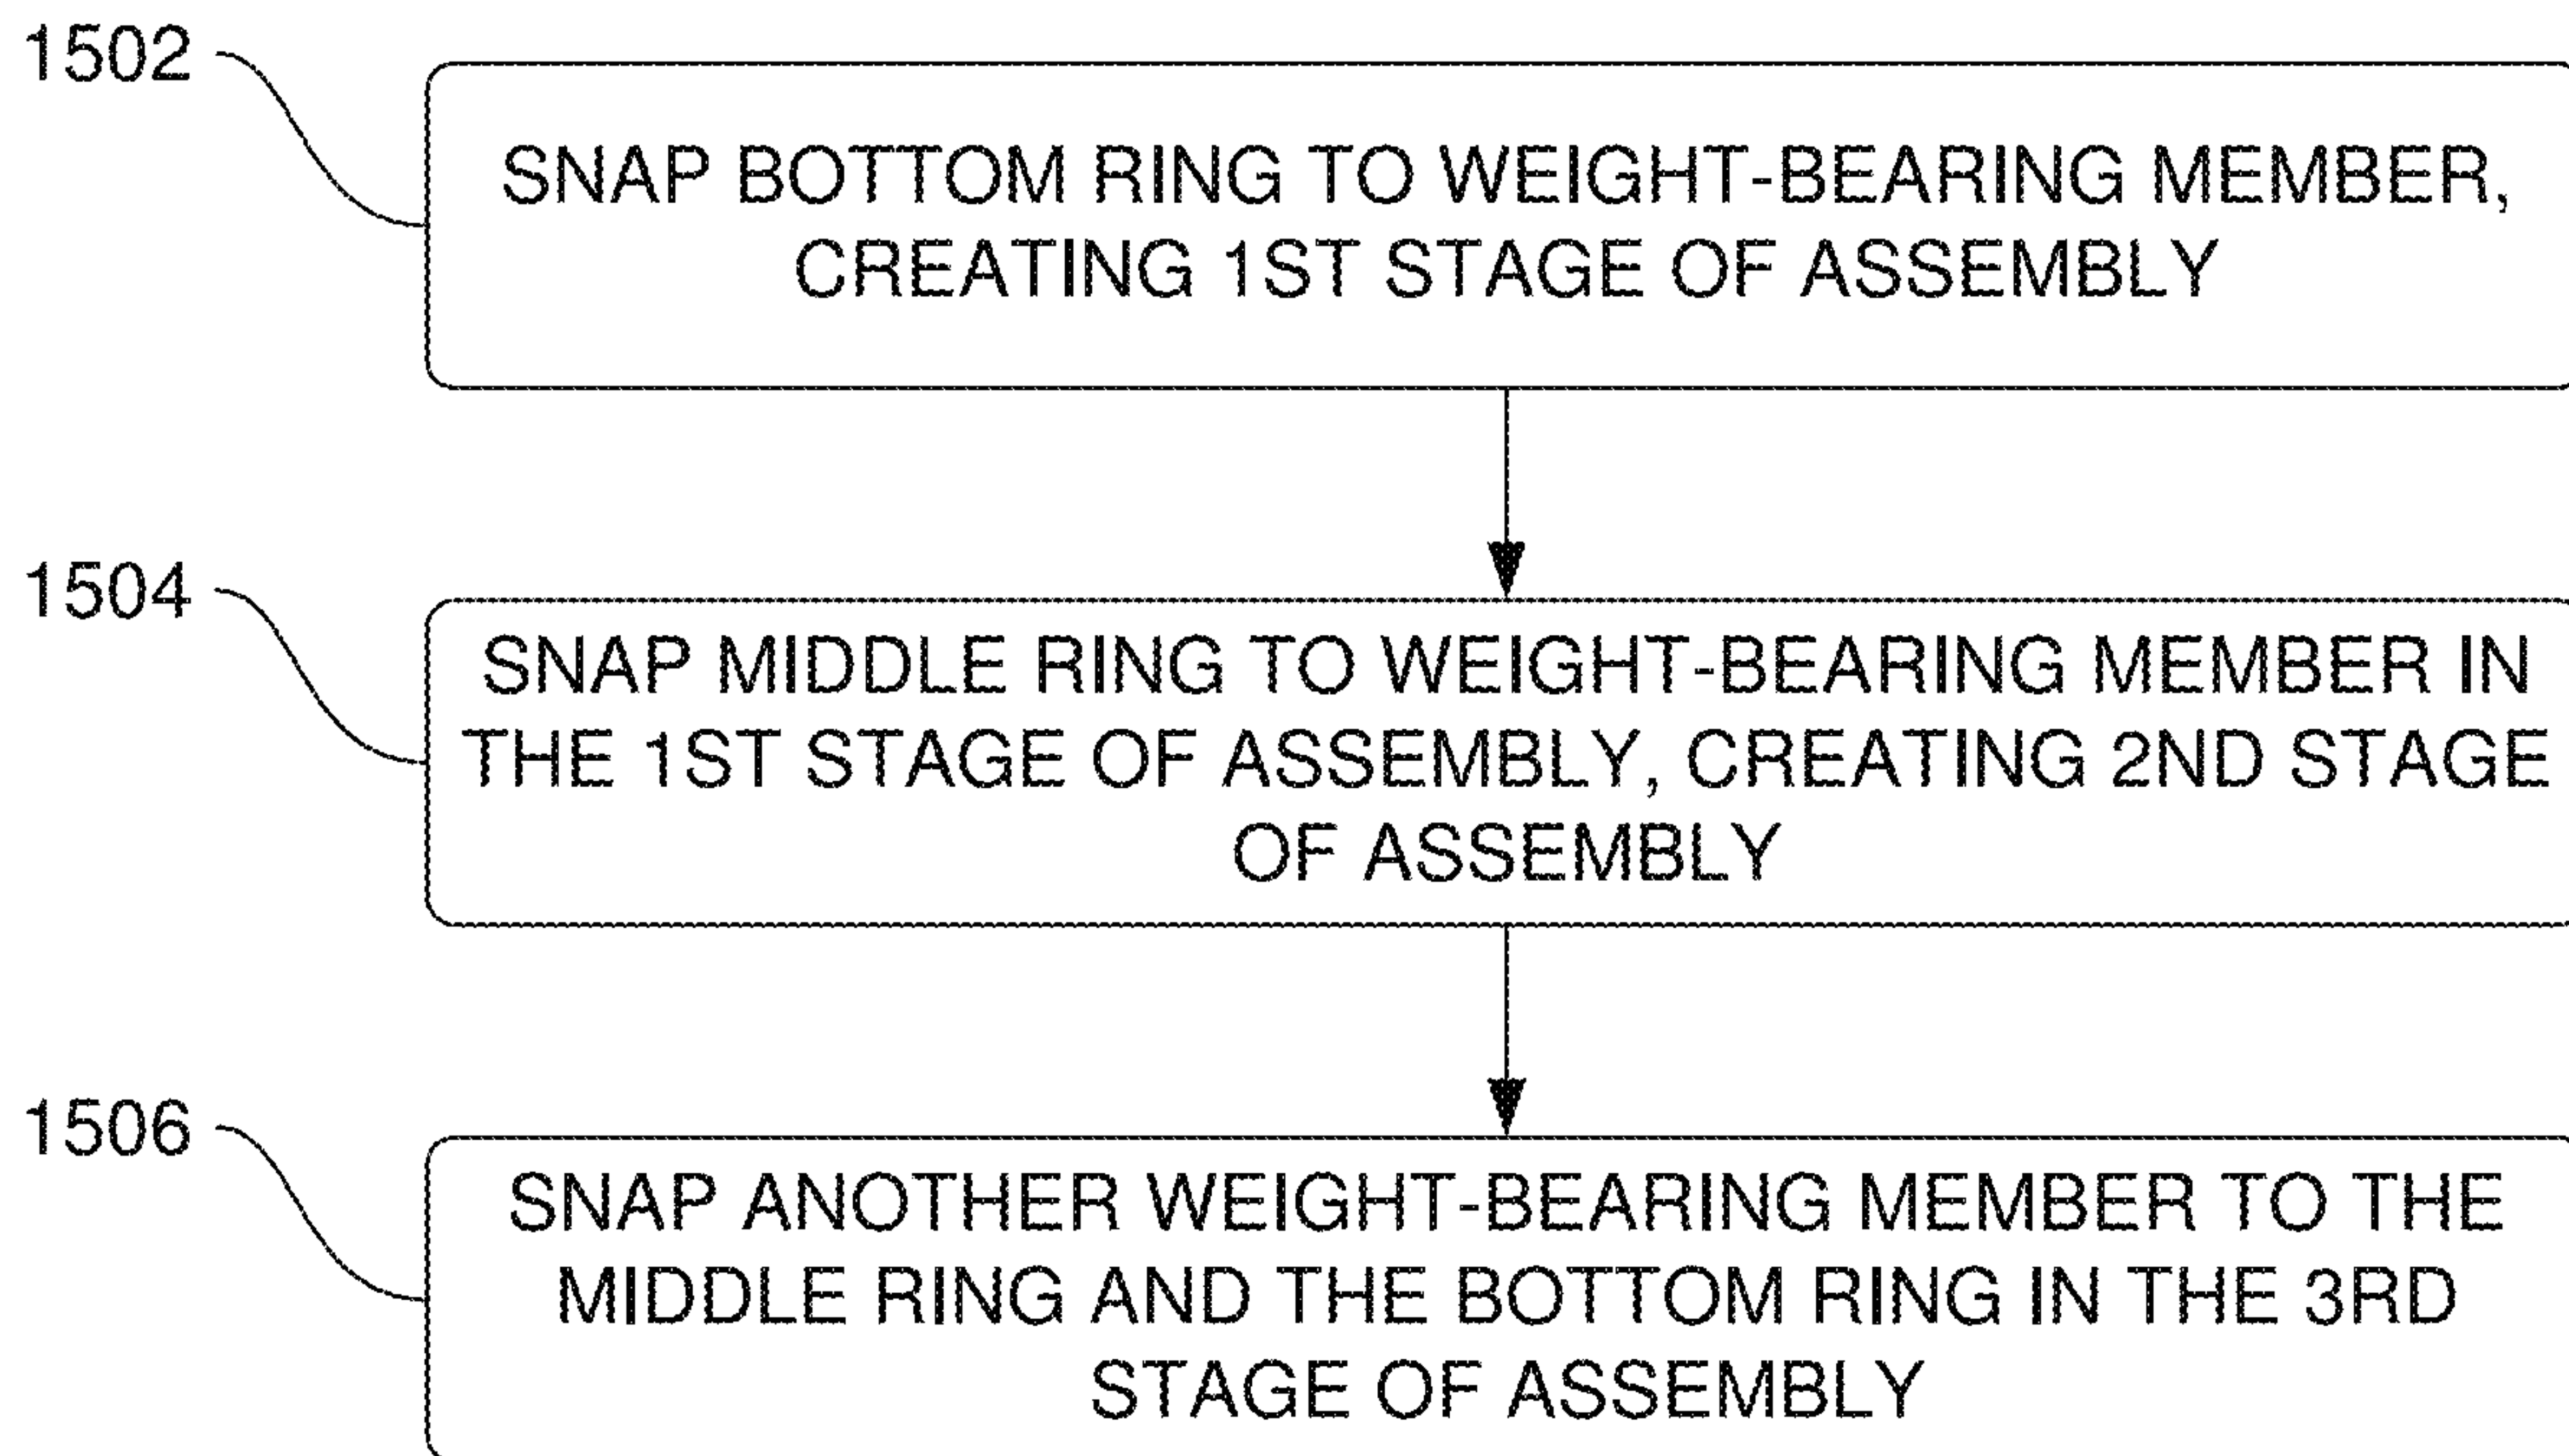 1502
SNAP BOTTOM RING TO WEIGHT-BEARING MEMBER,
CREATING 1ST STAGE OF ASSEMBLY
1504
SNAP MIDDLE RING TO WEIGHT-BEARING MEMBER IN
THE 1ST STAGE OF ASSEMBLY, CREATING 2ND STAGE
OF ASSEMBLY
1506
SNAP ANOTHER WEIGHT-BEARING MEMBER TO THE
MIDDLE RING AND THE BOTTOM RING IN THE 3RD
STAGE OF ASSEMBLY